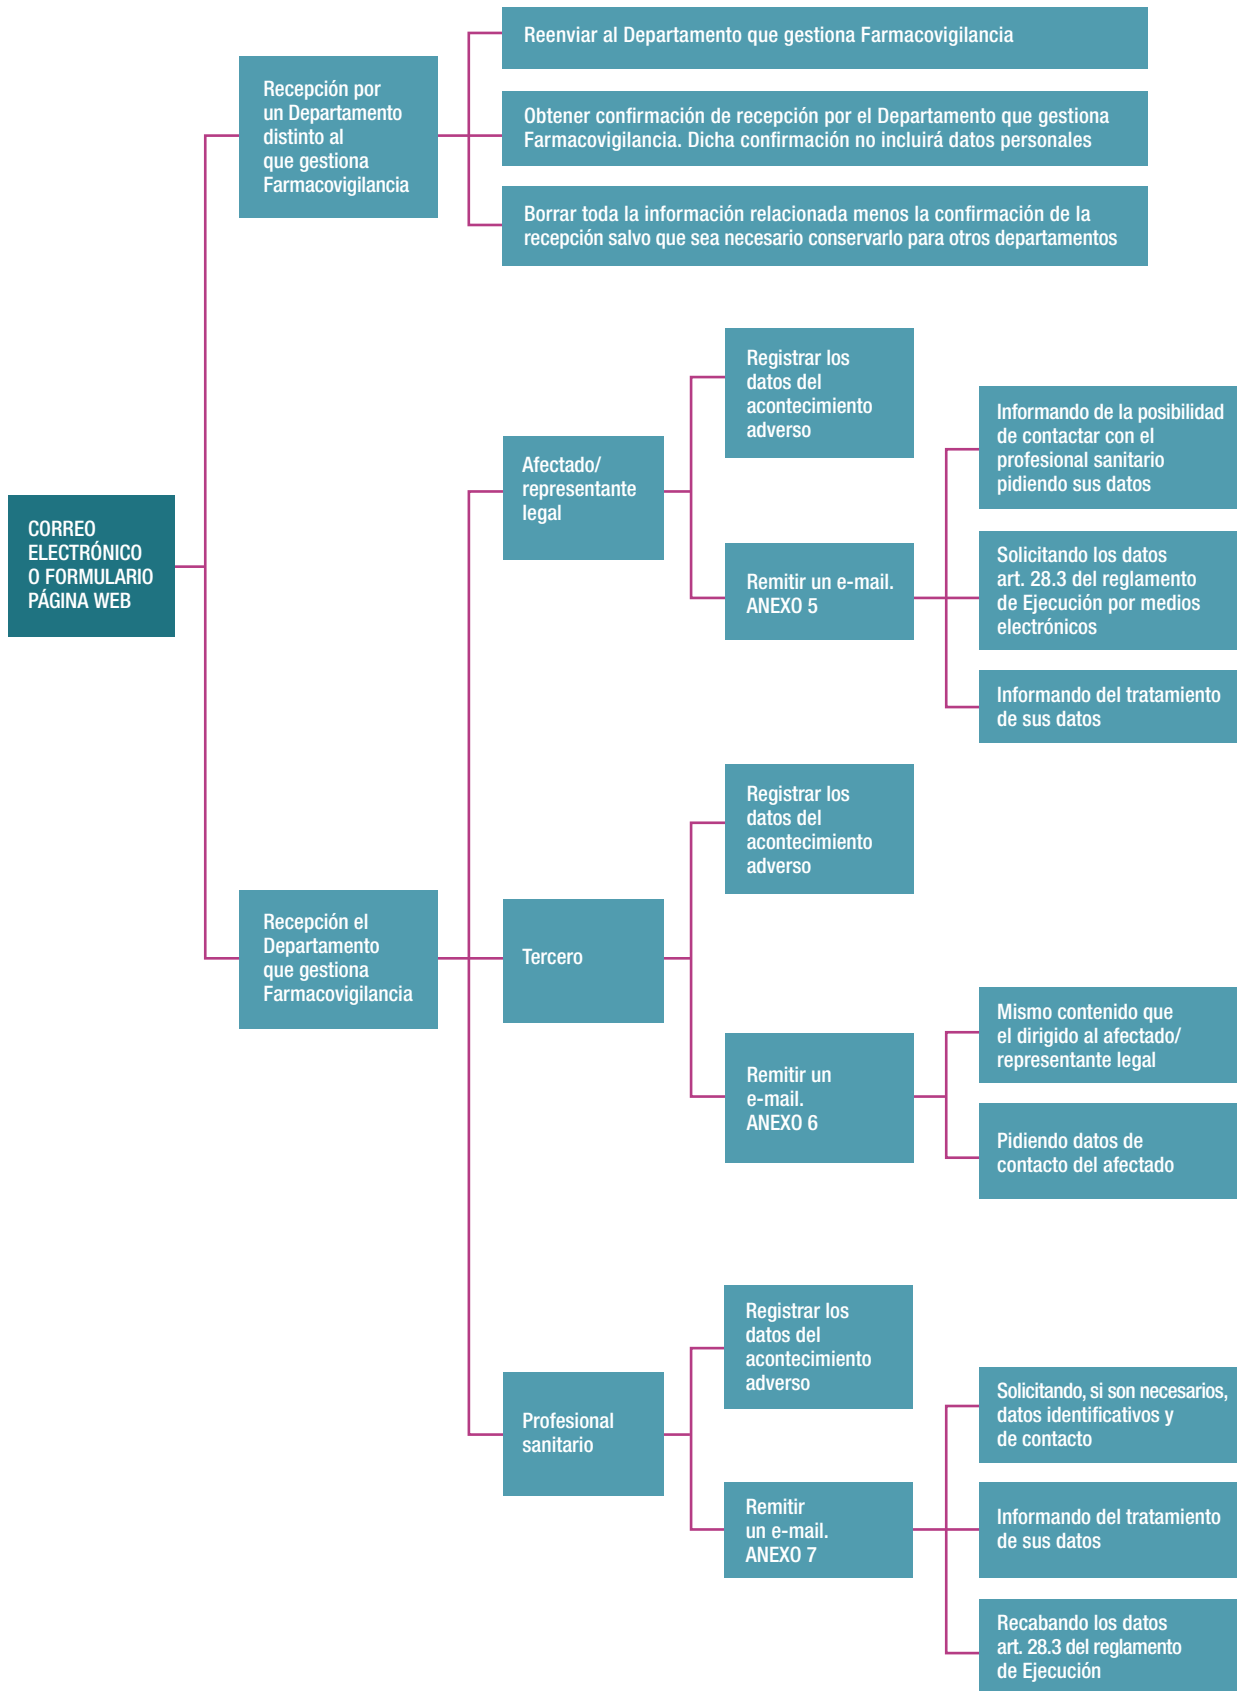 Reenviar al Departamento que gestiona Farmacovigilancia
Recepción por
un Departamento
distinto al
que gestiona
Farmacovigilancia
Obtener confirmación de recepción por el Departamento que gestiona
Farmacovigilancia. Dicha confirmación no incluirá datos personales
Borrar toda la información relacionada menos la confirmación de la
recepción salvo que sea necesario conservarlo para otros departamentos
CORREO
ELECTRÓNICO
O FORMULARIO
PÁGINA WEB
Recepción el
Departamento
que gestiona
Farmacovigilancia
Afectado/
representante
legal
Registrar los
datos del
acontecimiento
adverso
Remitir un e-mail.
ANEXO 5
Informando de la posibilidad
de contactar con el
profesional sanitario
pidiendo sus datos
Solicitando los datos
art. 28.3 del reglamento
de Ejecución por medios
electrónicos
Informando del tratamiento
de sus datos
Tercero
Registrar los
datos del
acontecimiento
adverso
Remitir un
e-mail.
ANEXO 6
Mismo contenido que
el dirigido al afectado/
representante legal
Pidiendo datos de
contacto del afectado
Profesional
sanitario
Registrar los
datos del
acontecimiento
adverso
Remitir
un e-mail.
ANEXO 7
Solicitando, si son necesarios,
datos identificativos y
de contacto
Informando del tratamiento
de sus datos
Recabando los datos
art. 28.3 del reglamento
de Ejecución